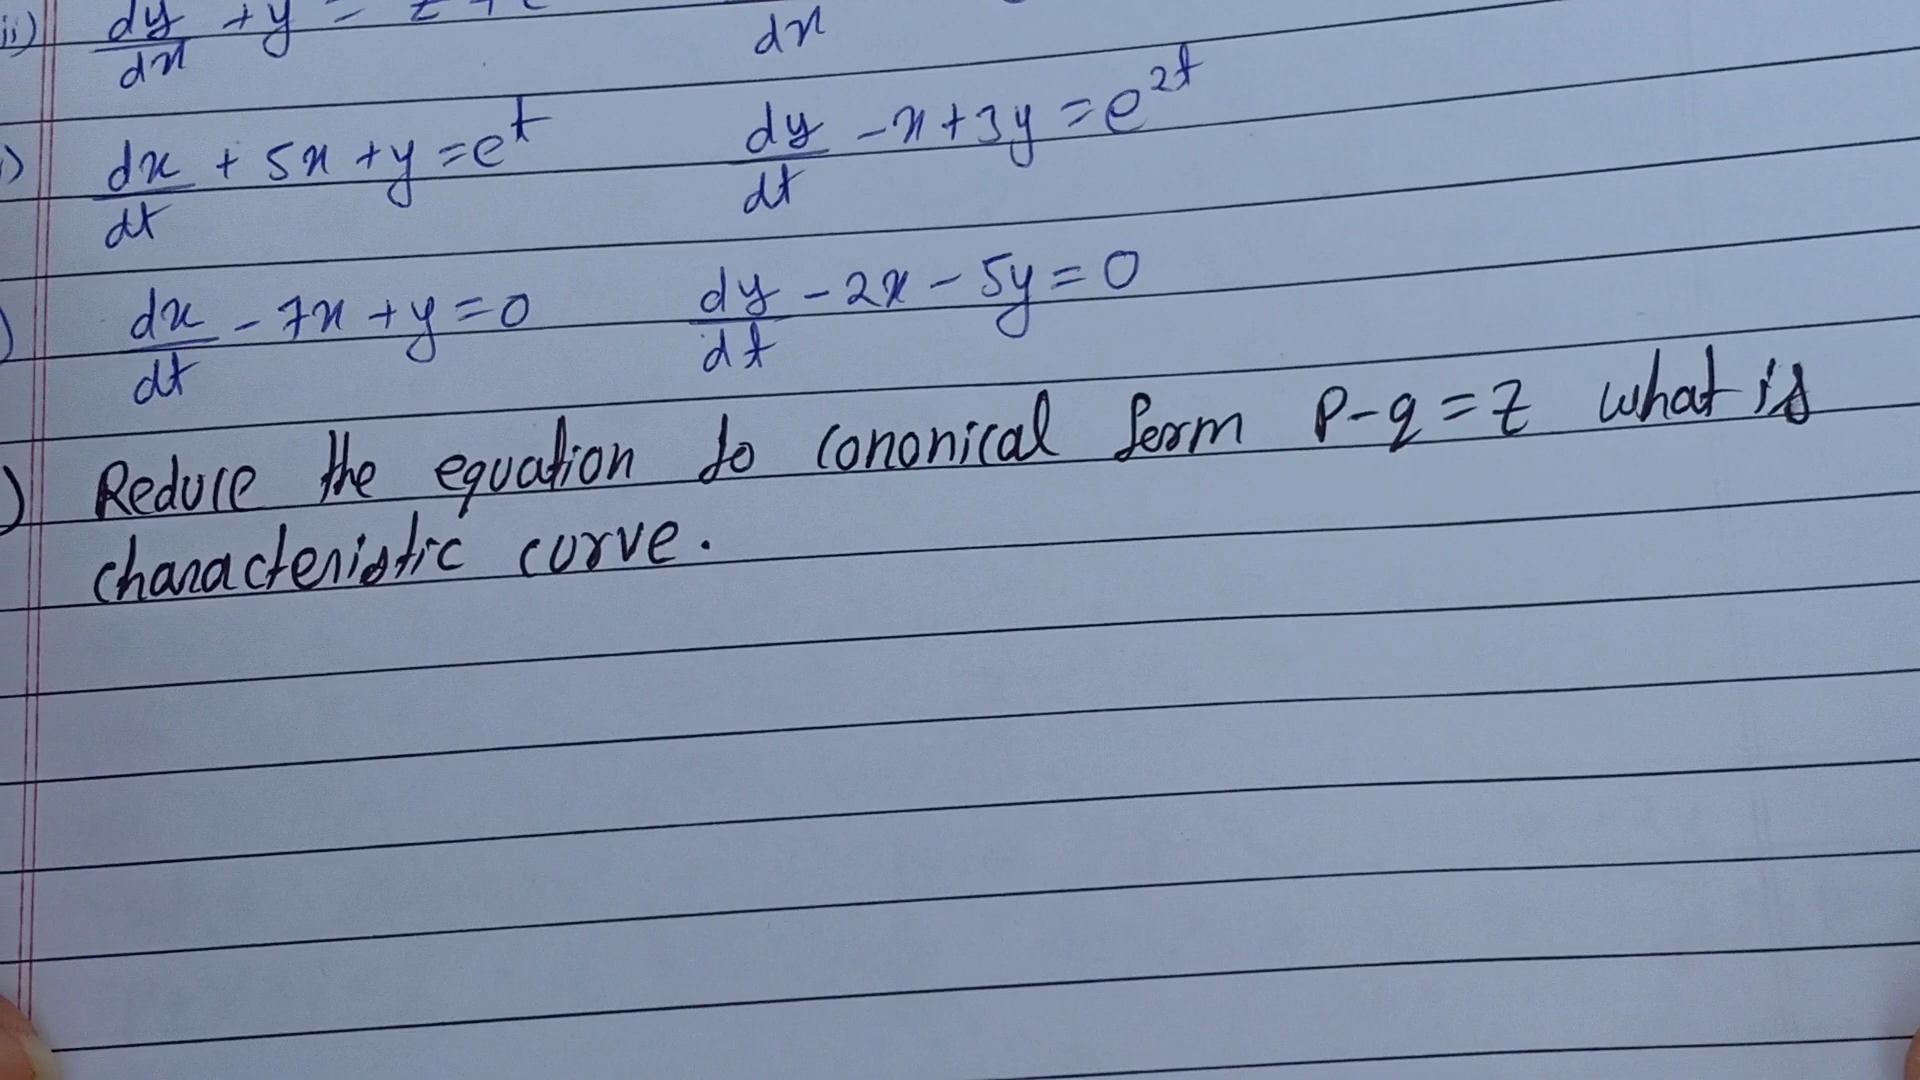 ii) dy/dx + y =
dx
) dx/dt + 5x + y = e^t dy/dt - x + 3y = e^2t
) dx/dt - 7x + y = 0 dy/dt - 2x - 5y = 0
) Reduce the equation to cononical form P - q = z what is
characteristic curve.